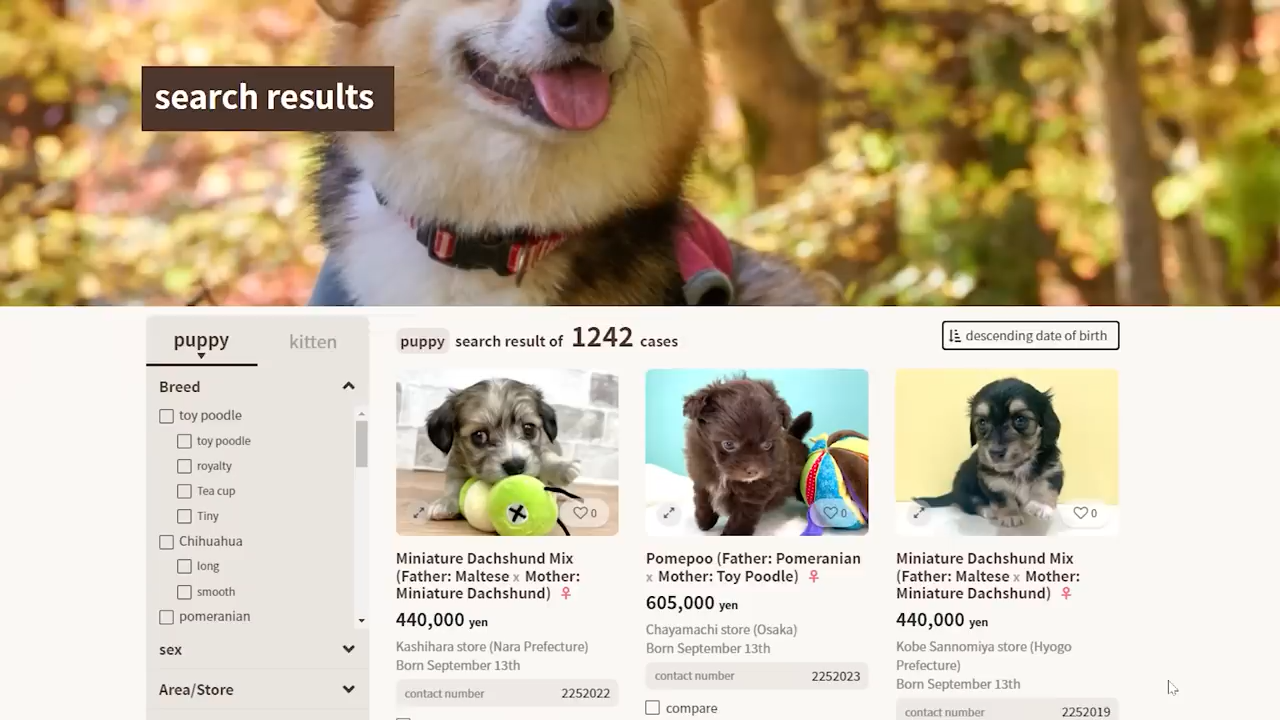 search results
puppy
kitten
puppy search result of 1242 cases
descending date of birth
Breed
toy poodle
toy poodle
royalty
Tea cup
Tiny
Chihuahua
long
smooth
pomeranian
sex
Area/Store
0
Miniature Dachshund Mix
(Father: Maltese x Mother:
Miniature Dachshund) ♀
440,000 yen
Kashihara store (Nara Prefecture)
Born September 13th
contact number 2252022
0
Pomepoo (Father: Pomeranian
x Mother: Toy Poodle) ♀
605,000 yen
Chayamachi store (Osaka)
Born September 13th
contact number 2252023
compare
0
Miniature Dachshund Mix
(Father: Maltese x Mother:
Miniature Dachshund) ♀
440,000 yen
Kobe Sannomiya store (Hyogo
Prefecture)
Born September 13th
contact number 2252019